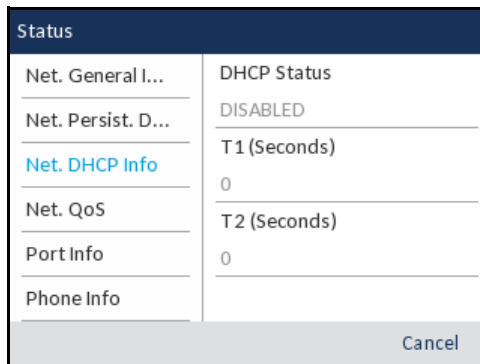 Status
Net. General I...
Net. Persist. D...
Net. DHCP Info
Net. QoS
Port Info
Phone Info
DHCP Status
DISABLED
T1 (Seconds)
0
T2 (Seconds)
0
Cancel